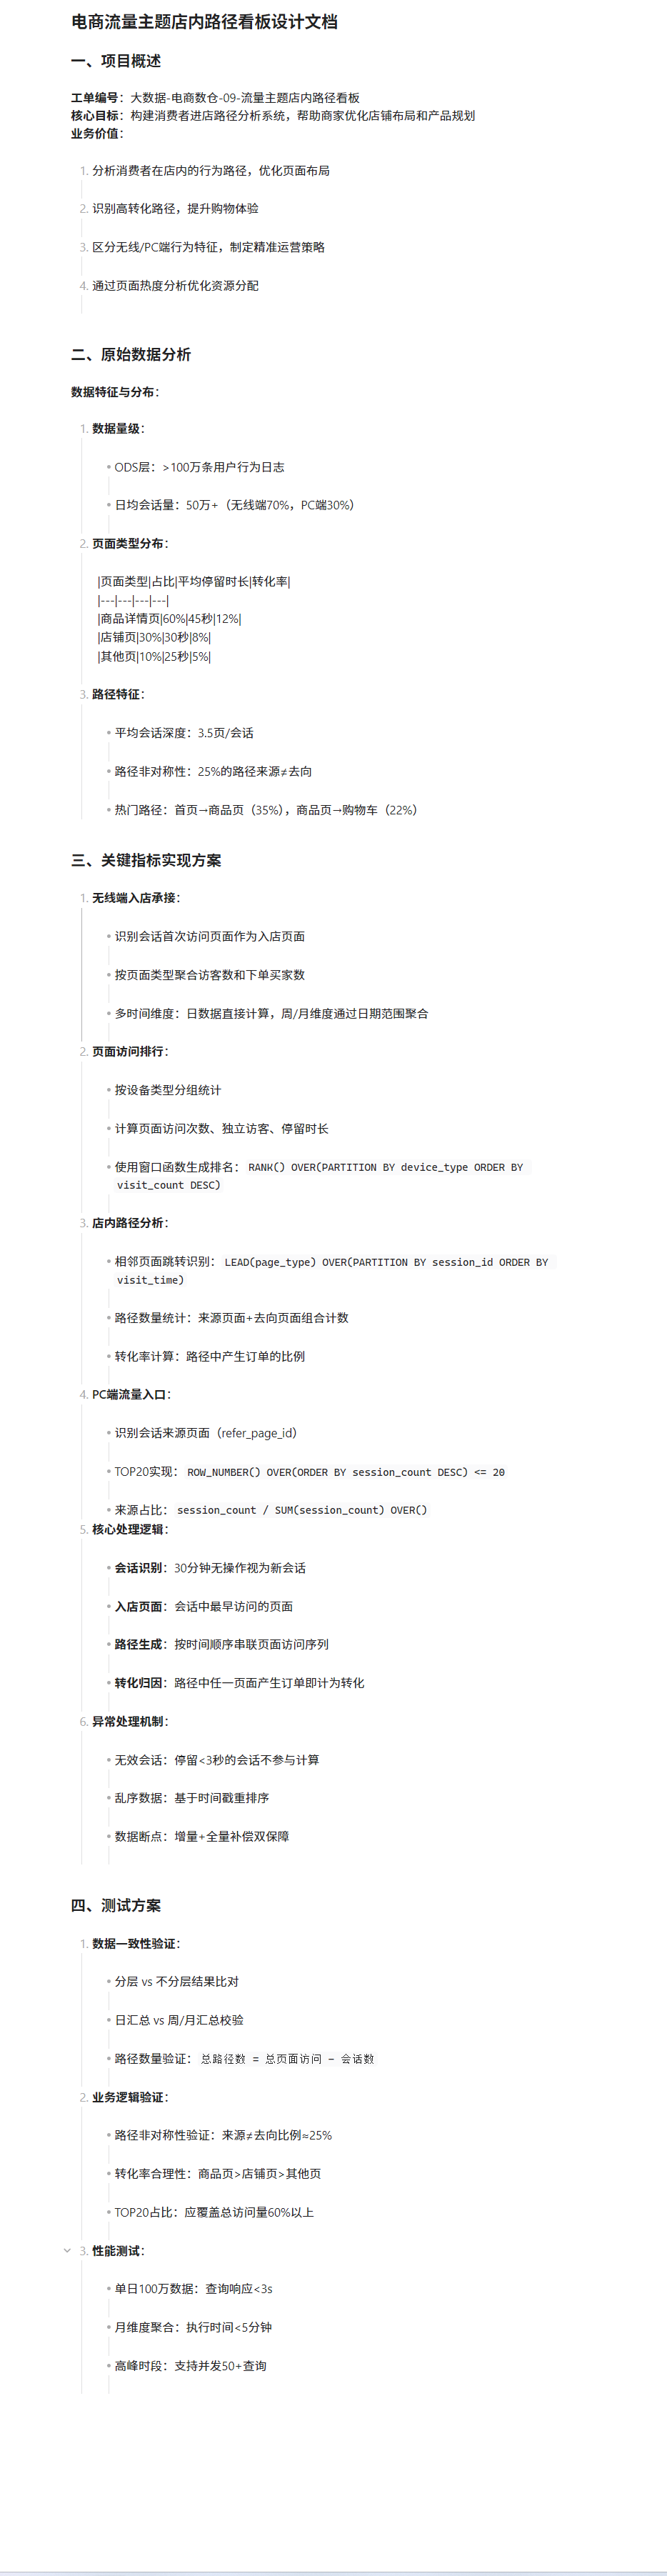 电商流量主题店内路径看板设计文档
一、项目概述
工单编号：大数据-电商数仓-09-流量主题店内路径看板
核心目标：构建消费者进店路径分析系统，帮助商家优化店铺布局和产品规划
业务价值：
1. 分析消费者在店内的行为路径，优化页面布局
2. 识别高转化路径，提升购物体验
3. 区分无线/PC端行为特征，制定精准运营策略
4. 通过页面热度分析优化资源分配
二、原始数据分析
数据特征与分布：
1. 数据量级：
• ODS层：>100万条用户行为日志
• 日均会话量：50万+（无线端70%，PC端30%）
2. 页面类型分布：
|页面类型|占比|平均停留时长|转化率|
|---|---|---|---|
|商品详情页|60%|45秒|12%|
|店铺页|30%|30秒|8%|
|其他页|10%|25秒|5%|
3. 路径特征：
• 平均会话深度：3.5页/会话
• 路径非对称性：25%的路径来源≠去向
• 热门路径：首页→商品页（35%），商品页→购物车（22%）
三、关键指标实现方案
1. 无线端入店承接：
• 识别会话首次访问页面作为入店页面
• 按页面类型聚合访客数和下单买家数
• 多时间维度：日数据直接计算，周/月维度通过日期范围聚合
2. 页面访问排行：
• 按设备类型分组统计
• 计算页面访问次数、独立访客、停留时长
• 使用窗口函数生成排名： RANK() OVER(PARTITION BY device_type ORDER BY
visit_count DESC)
3. 店内路径分析：
• 相邻页面跳转识别： LEAD(page_type) OVER(PARTITION BY session_id ORDER BY
visit_time)
• 路径数量统计：来源页面+去向页面组合计数
• 转化率计算：路径中产生订单的比例
4. PC端流量入口：
• 识别会话来源页面（refer_page_id）
• TOP20实现： ROW_NUMBER() OVER(ORDER BY session_count DESC) <= 20
• 来源占比： session_count / SUM(session_count) OVER()
5. 核心处理逻辑：
• 会话识别：30分钟无操作视为新会话
• 入店页面：会话中最早访问的页面
• 路径生成：按时间顺序串联页面访问序列
• 转化归因：路径中任一页面产生订单即计为转化
6. 异常处理机制：
• 无效会话：停留<3秒的会话不参与计算
• 乱序数据：基于时间戳重排序
• 数据断点：增量+全量补偿双保障
四、测试方案
1. 数据一致性验证：
• 分层 vs 不分层结果比对
• 日汇总 vs 周/月汇总校验
• 路径数量验证： 总路径数 = 总页面访问 - 会话数
2. 业务逻辑验证：
• 路径非对称性验证：来源≠去向比例≈25%
• 转化率合理性：商品页>店铺页>其他页
• TOP20占比：应覆盖总访问量60%以上
3. 性能测试：
• 单日100万数据：查询响应<3s
• 月维度聚合：执行时间<5分钟
• 高峰时段：支持并发50+查询